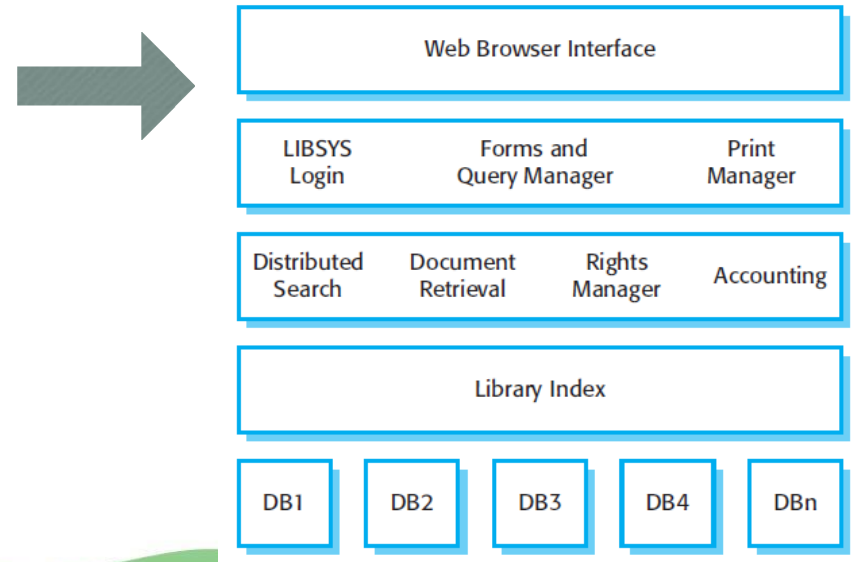 Web Browser Interface
LIBSYS Forms and Print
Login Query Manager Manager
Distributed Document Rights Accounting
Search Retrieval Manager
Library Index
DB1 DB2 DB3 DB4 DBn